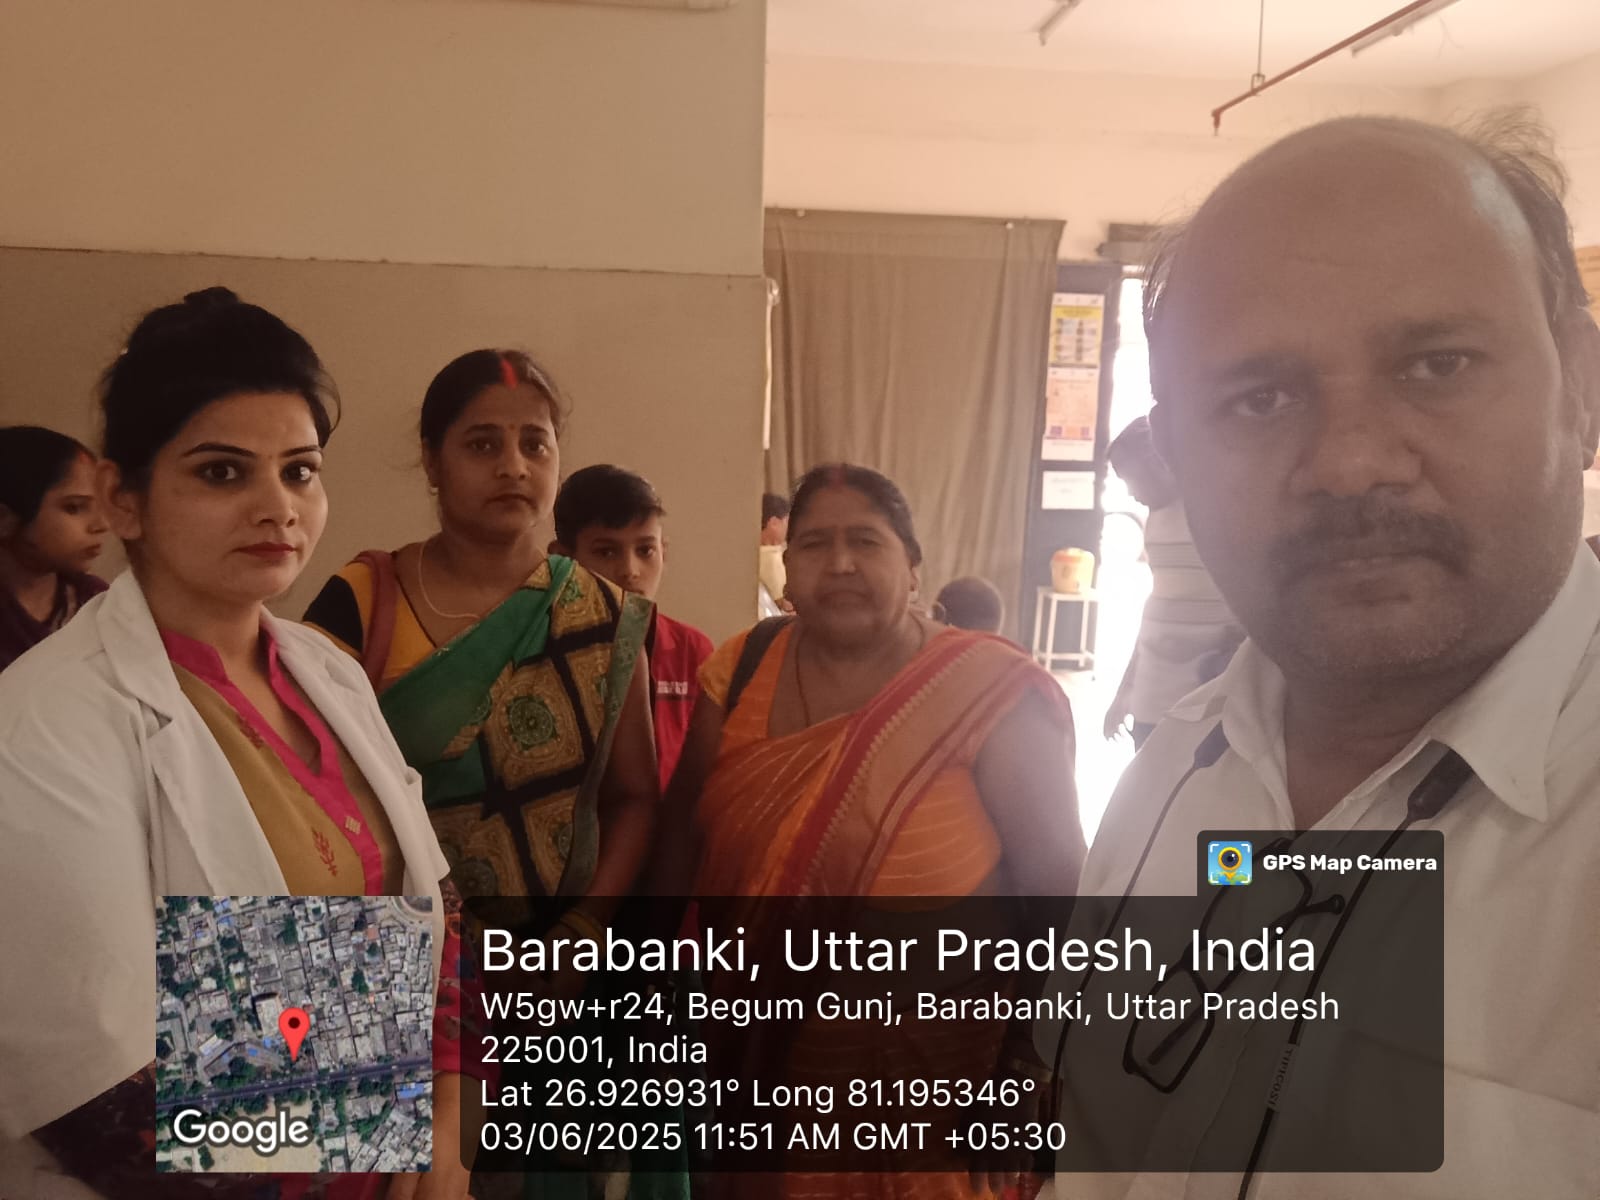 GPS Map Camera
Barabanki, Uttar Pradesh, India
W5gw+r24, Begum Gunj, Barabanki, Uttar Pradesh
225001, India
Lat 26.926931° Long 81.195346°
03/06/2025 11:51 AM GMT +05:30
Google